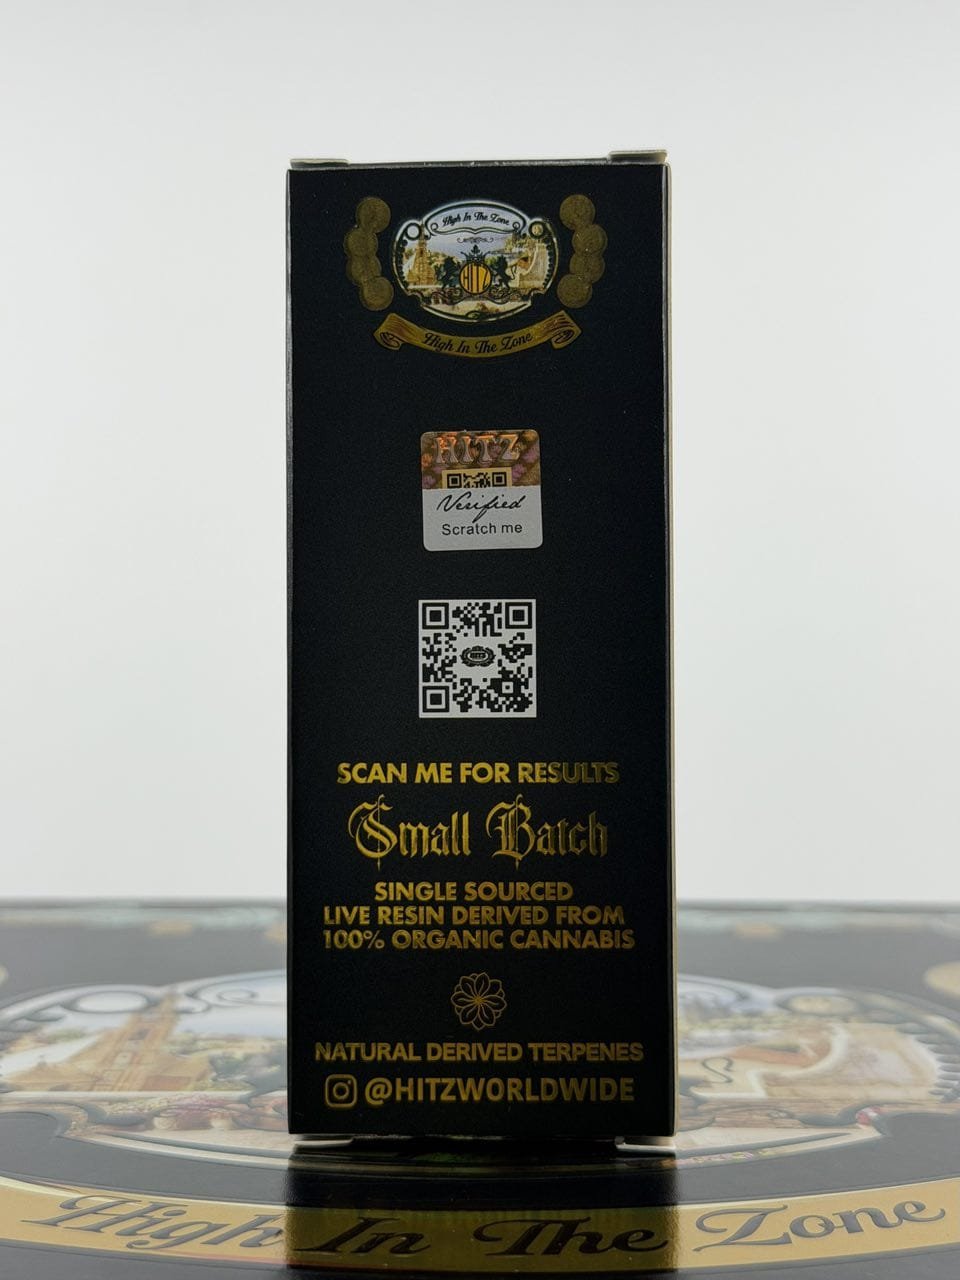 High In The Zone
HITZ
High In The Zone
HITZ
Verified
Scratch me
SCAN ME FOR RESULTS
Small Batch
SINGLE SOURCED
LIVE RESIN DERIVED FROM
100% ORGANIC CANNABIS
NATURAL DERIVED TERPENES
@HITZWORLDWIDE
High In The Zone